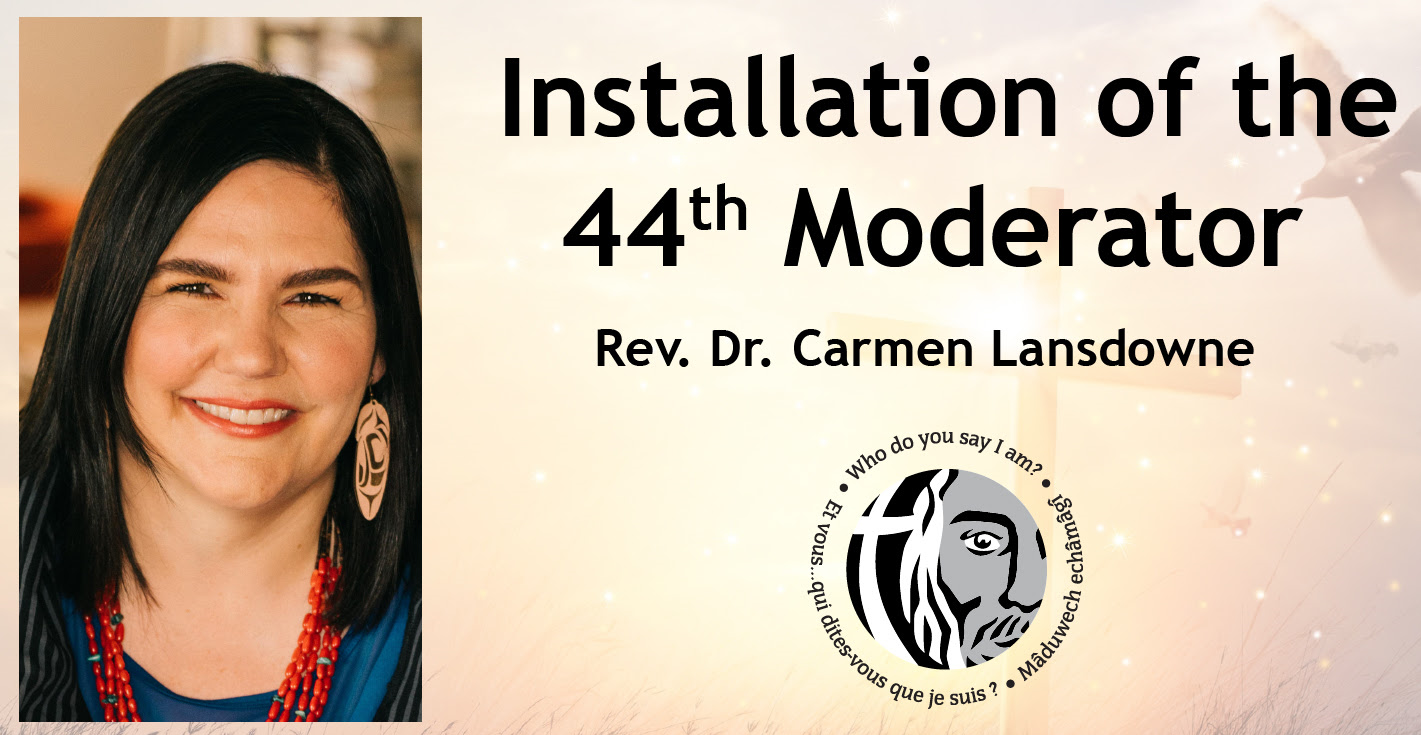 Installation of the
44th Moderator
Rev. Dr. Carmen Lansdowne
• Who do you say I am? •
Mâduwech echâmâgî
• Et vous...qui dites-vous que je suis ?